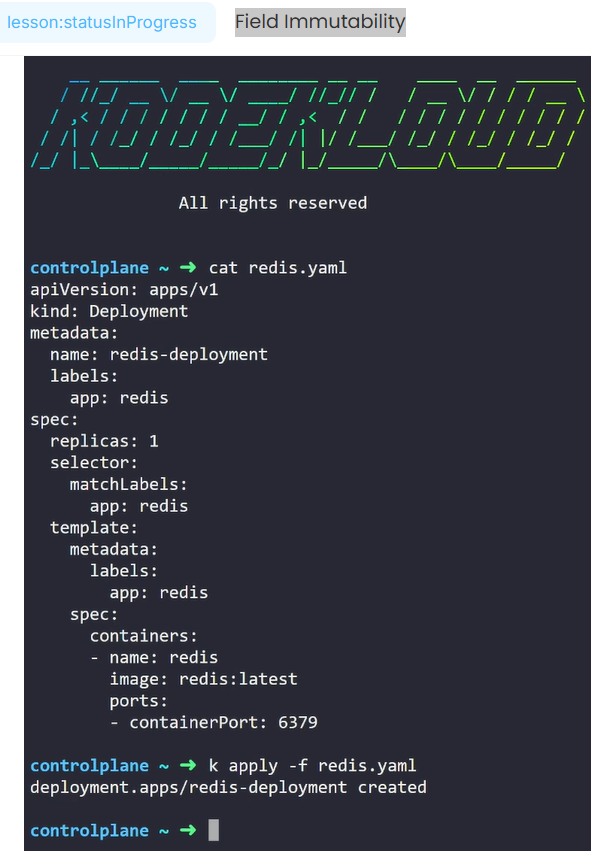 lesson:statusInProgress
Field Immutability
KODEKLOUD
All rights reserved
controlplane ~ ➜ cat redis.yaml
apiVersion: apps/v1
kind: Deployment
metadata:
  name: redis-deployment
  labels:
    app: redis
spec:
  replicas: 1
  selector:
    matchLabels:
      app: redis
  template:
    metadata:
      labels:
        app: redis
    spec:
      containers:
      - name: redis
        image: redis:latest
        ports:
        - containerPort: 6379
controlplane ~ ➜ k apply -f redis.yaml
deployment.apps/redis-deployment created
controlplane ~ ➜